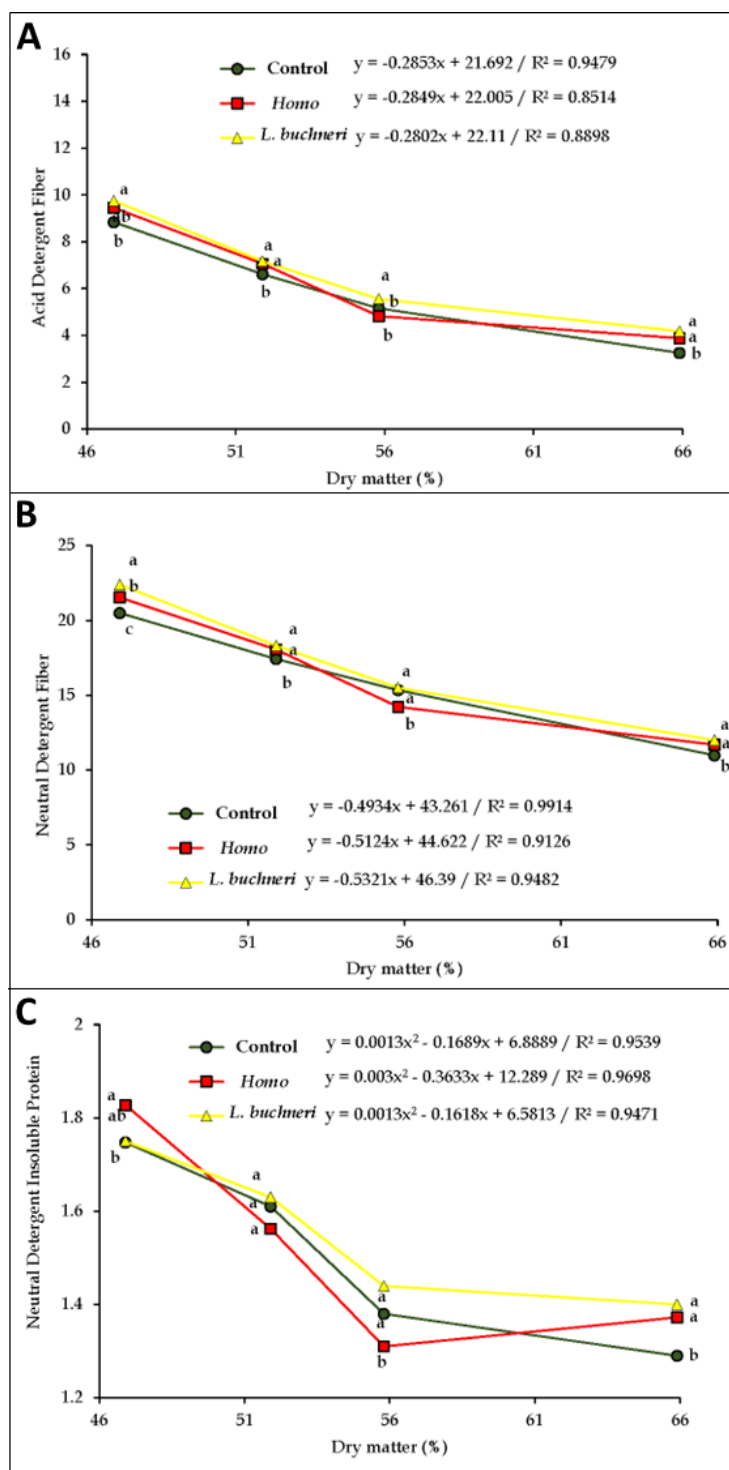 A
16
14
12
10
8
6
4
2
0
Acid Detergent Fiber
Control y = -0.2853x + 21.692 / R² = 0.9479
Homo y = -0.2849x + 22.005 / R² = 0.8514
L. buchneri y = -0.2802x + 22.11 / R² = 0.8898
a
b
b
a
a
b
a
b
b
a
a
b
46 51 56 61 66
Dry matter (%)
B
25
20
15
10
5
0
Neutral Detergent Fiber
a
b
c
a
a
b
a
a
b
a
a
b
Control y = -0.4934x + 43.261 / R² = 0.9914
Homo y = -0.5124x + 44.622 / R² = 0.9126
L. buchneri y = -0.5321x + 46.39 / R² = 0.9482
46 51 56 61 66
Dry matter (%)
C
2
1.8
1.6
1.4
1.2
Neutral Detergent Insoluble Protein
Control y = 0.0013x² - 0.1689x + 6.8889 / R² = 0.9539
Homo y = 0.003x² - 0.3633x + 12.289 / R² = 0.9698
L. buchneri y = 0.0013x² - 0.1618x + 6.5813 / R² = 0.9471
a
ab
b
a
a
a
a
a
b
a
a
b
46 51 56 61 66
Dry matter (%)